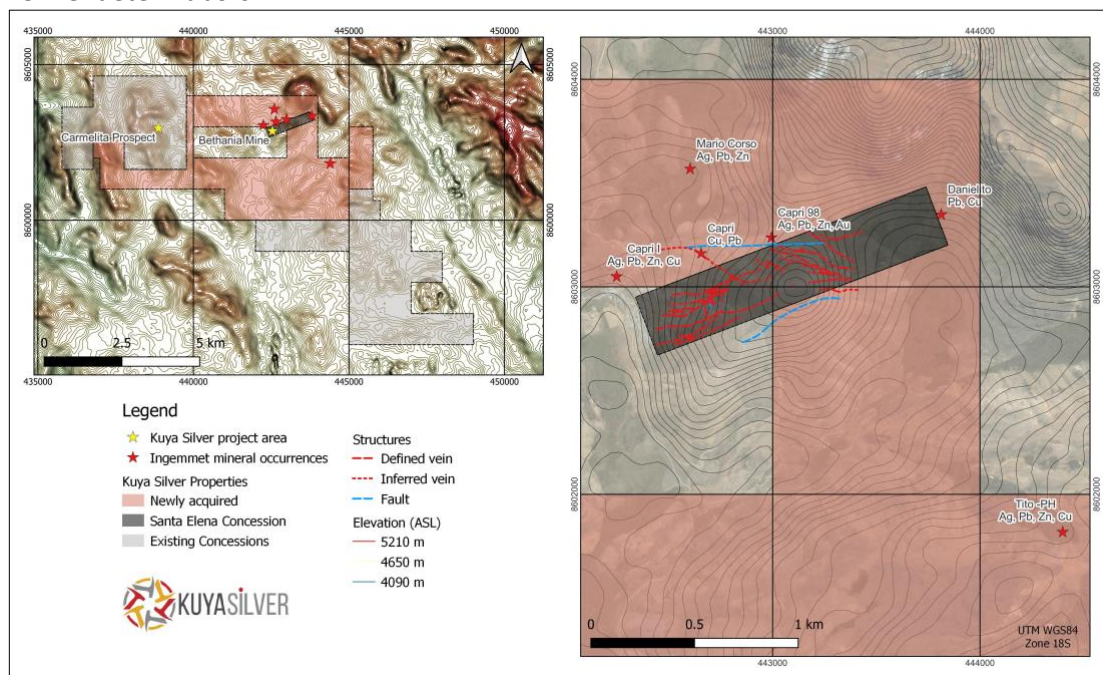 435000
440000
445000
450000
8605000
8605000
Carmelita Prospect
Bethania Mine
8600000
8600000
0 2.5 5 km
435000
440000
445000
450000
Legend
Kuya Silver project area
Ingemmet mineral occurrences
Kuya Silver Properties
Newly acquired
Santa Elena Concession
Existing Concessions
Structures
Defined vein
Inferred vein
Fault
Elevation (ASL)
5210 m
4650 m
4090 m
KUYASILVER
443000
444000
8604000
8604000
Mario Corso
Ag, Pb, Zn
Danielito
Pb, Cu
Capri 98
Ag, Pb, Zn, Au
Capri
Cu, Pb
Capri I
Ag, Pb, Zn, Cu
8603000
8603000
8602000
8602000
Tito -PH
Ag, Pb, Zn, Cu
0 0.5 1 km
UTM WGS84
Zone 18S
443000
444000